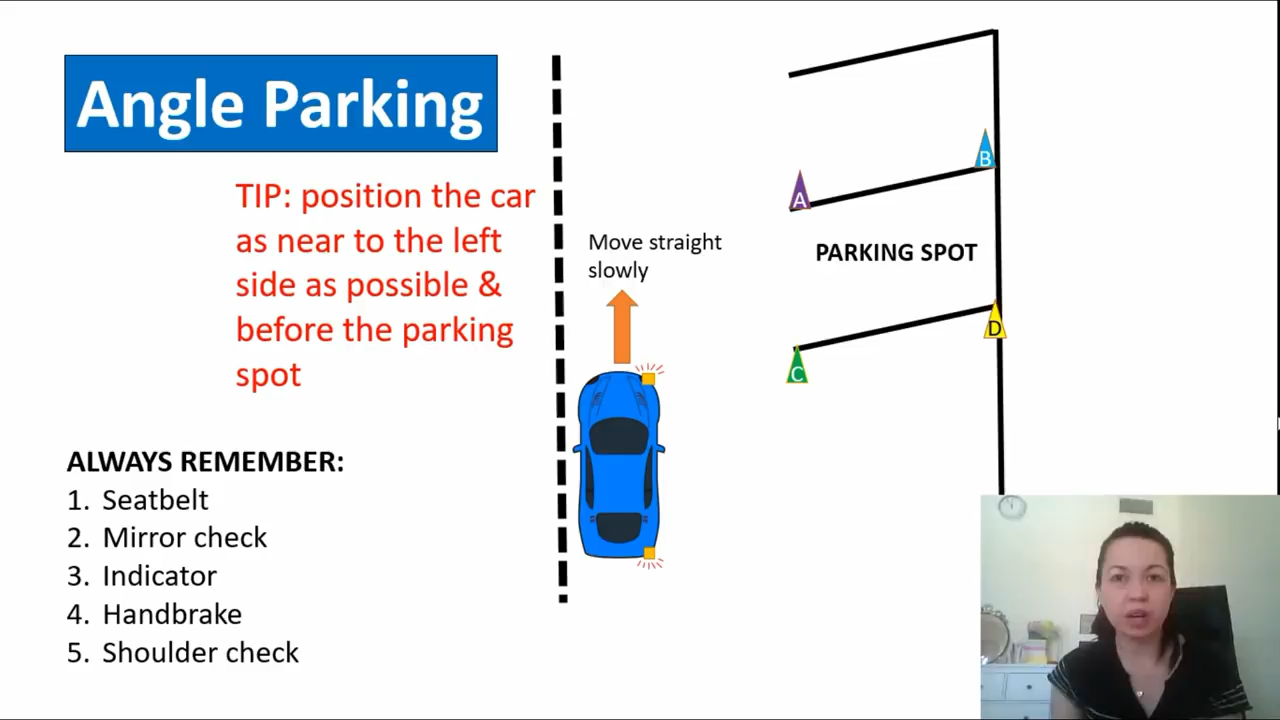 Angle Parking
TIP: position the car
as near to the left
side as possible &
before the parking
spot
Move straight
slowly
A
B
PARKING SPOT
C
D
ALWAYS REMEMBER:
1. Seatbelt
2. Mirror check
3. Indicator
4. Handbrake
5. Shoulder check